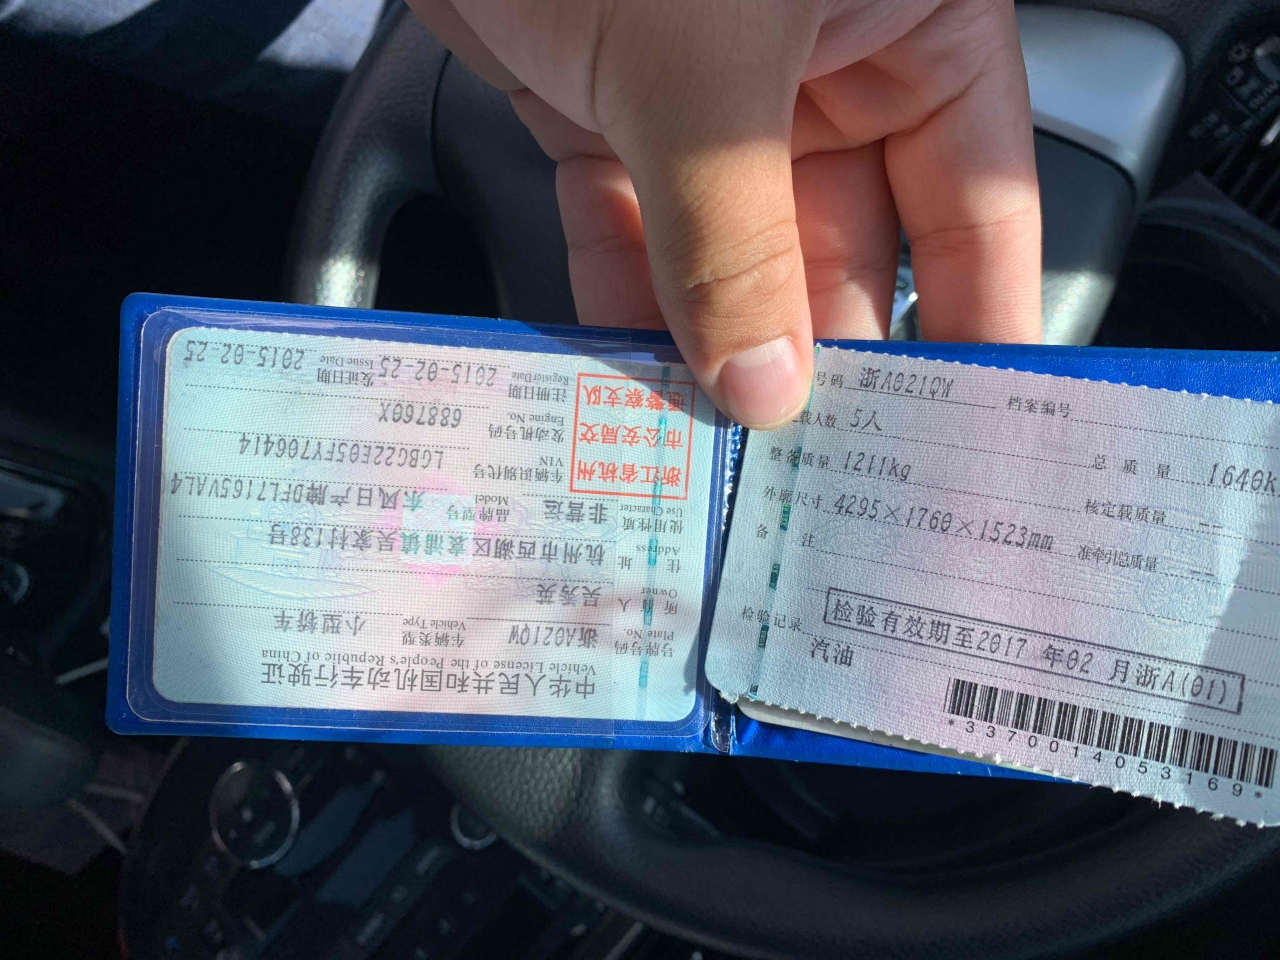 中华人民共和国机动车行驶证
Vehicle License of the People's Republic of China
号牌号码 浙A021QW 车辆类型 小型轿车
Plate No. Vehicle Type
所有人 吴秀英
Owner
住址 杭州市西湖区袁浦镇吴家村138号
Address
使用性质 非营运 品牌型号 东风日产牌DFL7165VAL4
Use Character Model
浙江省杭州
市公安局交
通警察支队
车辆识别代号 LGBG22E05FY706414
VIN
发动机号码 688760X
Engine No.
注册日期 2015-02-25 发证日期 2015-02-25
Register Date Issue Date
号码 浙A021QW 档案编号
载人数 5人 总质量 1640k
整备质量 1211kg 核定载质量 --
外廓尺寸 4295×1760×1523mm 准牵引总质量 --
备注
检验有效期至2017年02月浙A(01)
检验记录
汽油
*3370014053169*